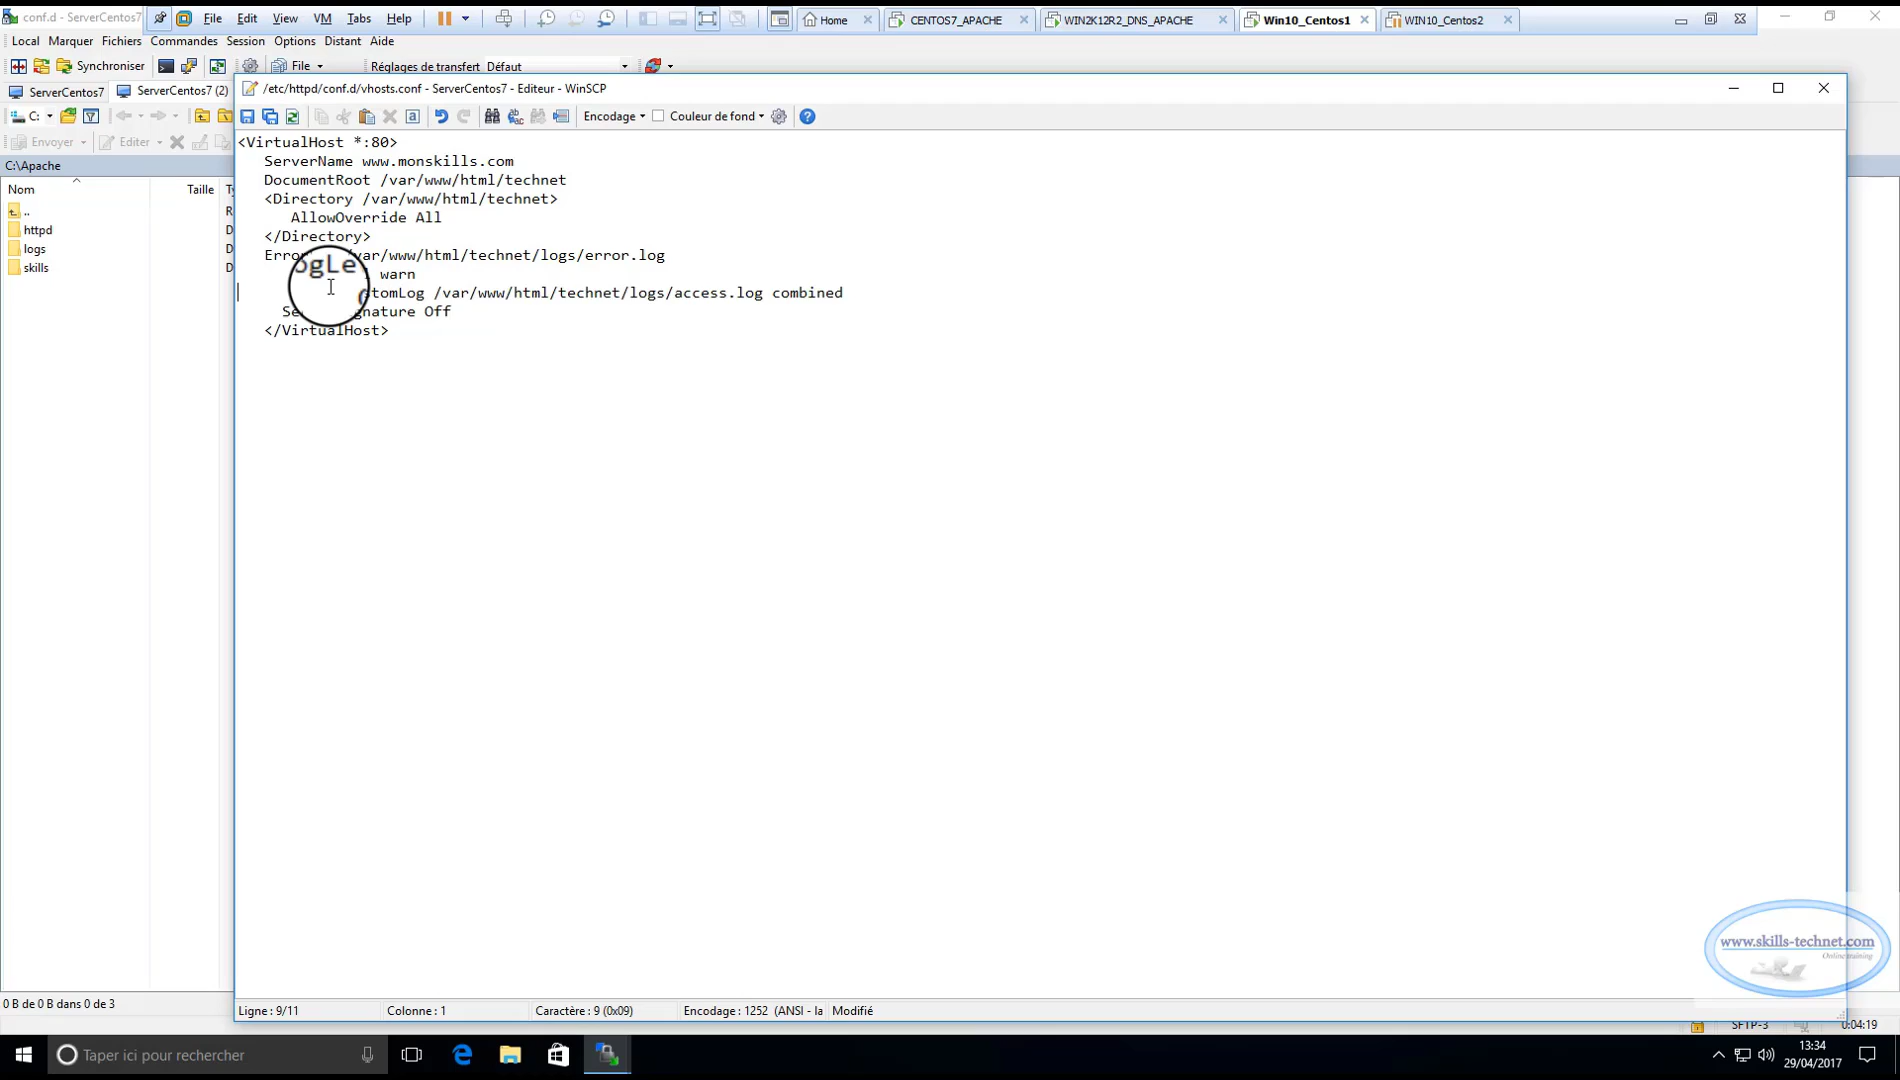 conf.d - ServerCentos7
File Edit View VM Tabs Help
Home
CENTOS7_APACHE
WIN2K12R2_DNS_APACHE
Win10_Centos1
WIN10_Centos2
Local Marquer Fichiers Commandes Session Options Distant Aide
Synchroniser
File
Réglages de transfert Défaut
ServerCentos7
ServerCentos7 (2)
/etc/httpd/conf.d/vhosts.conf - ServerCentos7 - Editeur - WinSCP
C:
Encodage
Couleur de fond
Envoyer
Editer
C:\Apache
Nom
Taille
..
httpd
logs
skills
<VirtualHost *:80>
ServerName www.monskills.com
DocumentRoot /var/www/html/technet
<Directory /var/www/html/technet>
AllowOverride All
</Directory>
/var/www/html/technet/logs/error.log
warn
/var/www/html/technet/logs/access.log combined
Off
</VirtualHost>
www.skills-technet.com
Online training
0 B de 0 B dans 0 de 3
Ligne : 9/11
Colonne : 1
Caractère : 9 (0x09)
Encodage : 1252 (ANSI - la
Modifié
SFTP-3
0:04:19
Taper ici pour rechercher
13:34
29/04/2017